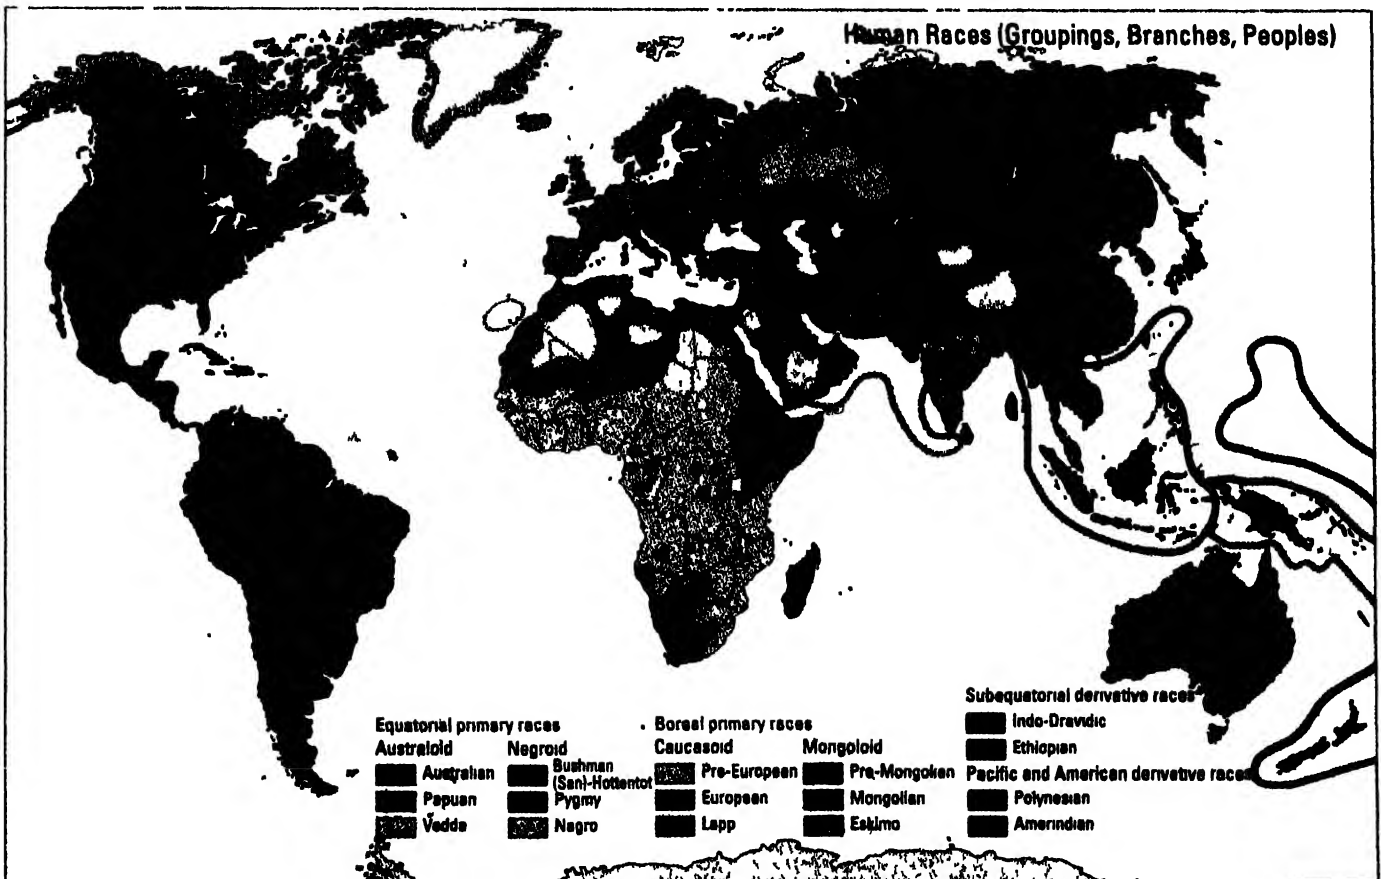 Human Races (Groupings, Branches, Peoples)
Equatorial primary races
Australoid
Australian
Papuan
Vedda
Negroid
Bushman
(San)-Hottentot
Pygmy
Negro
Boreal primary races
Caucasoid
Pre-European
European
Lapp
Mongoloid
Pre-Mongolian
Mongolian
Eskimo
Subequatorial derivative races
Indo-Dravidic
Ethiopian
Pacific and American derivative races
Polynesian
Amerindian